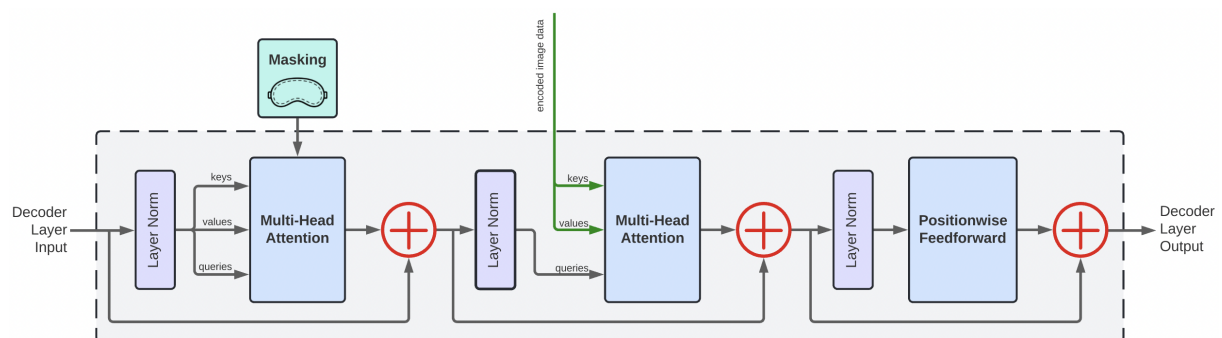 Masking
encoded image data
Decoder
Layer
Input
Layer Norm
keys
values
queries
Multi-Head
Attention
Layer Norm
keys
values
queries
Multi-Head
Attention
Layer Norm
Positionwise
Feedforward
Decoder
Layer
Output